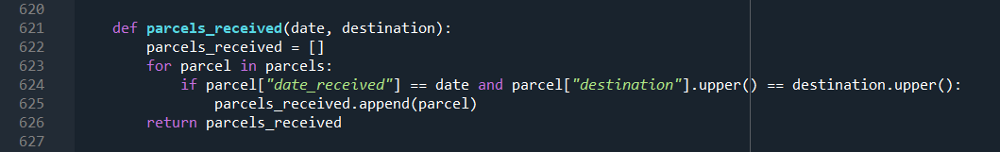 620
621 def parcels_received(date, destination):
622 parcels_received = []
623 for parcel in parcels:
624 if parcel["date_received"] == date and parcel["destination"].upper() == destination.upper():
625 parcels_received.append(parcel)
626 return parcels_received
627